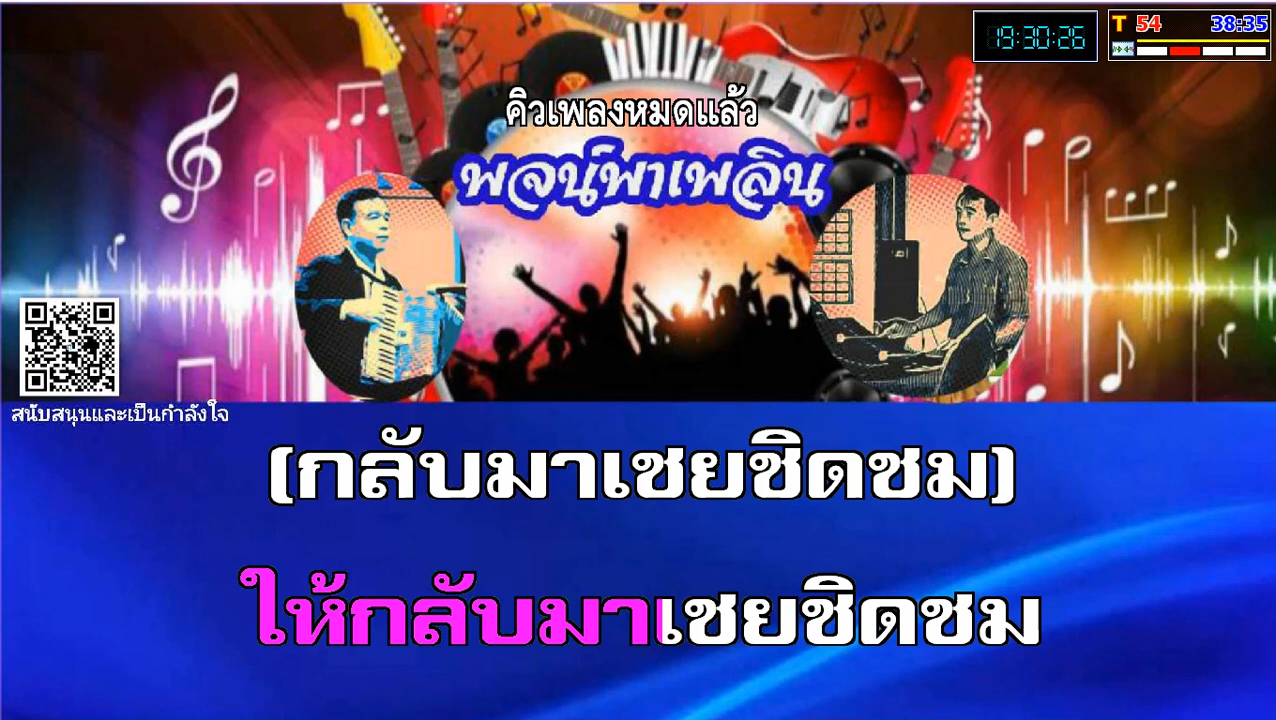 19:30:26
T 54 38:35
คิวเพลงหมดแล้ว
พจน์พาเพลิน
สนับสนุนและเป็นกำลังใจ
(กลับมาเชยชิดชม)
ให้กลับมาเชยชิดชม